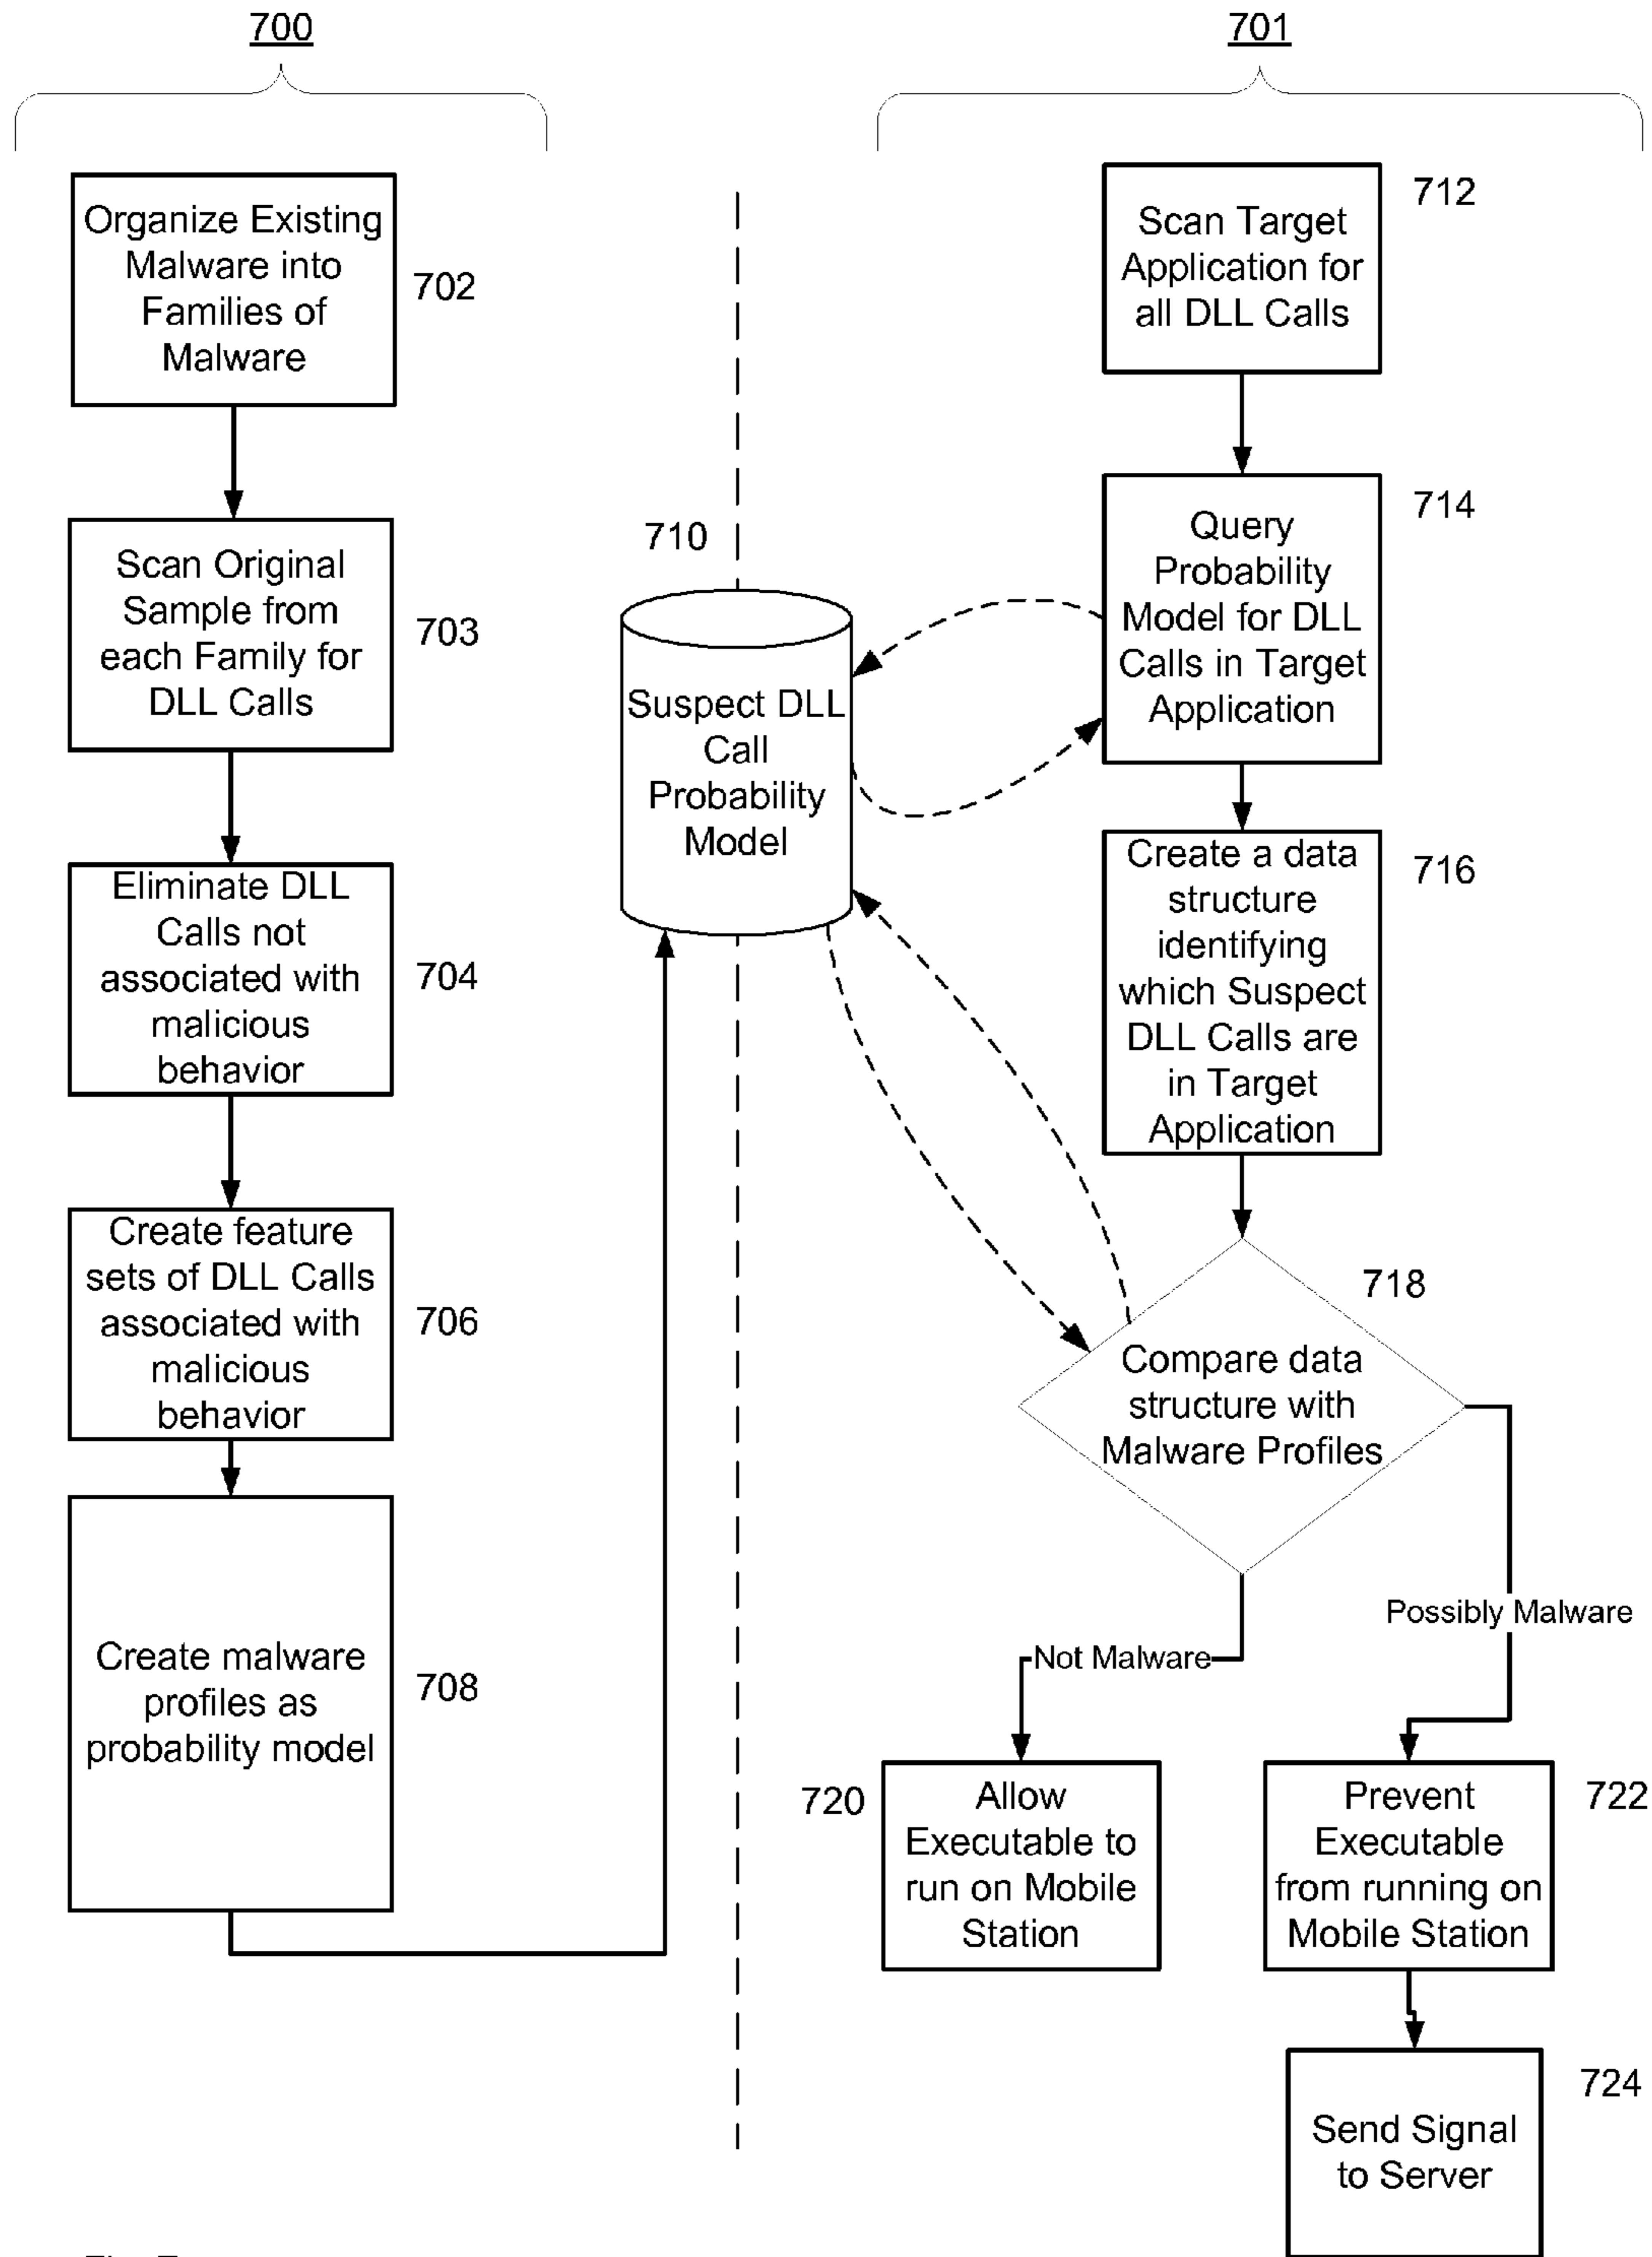 700
701
Organize Existing
Malware into
Families of
Malware
702
Scan Original
Sample from
each Family for
DLL Calls
703
Eliminate DLL
Calls not
associated with
malicious
behavior
704
Create feature
sets of DLL Calls
associated with
malicious
behavior
706
Create malware
profiles as
probability model
708
710
Suspect DLL
Call
Probability
Model
Scan Target
Application for
all DLL Calls
712
Query
Probability
Model for DLL
Calls in Target
Application
714
Create a data
structure
identifying
which Suspect
DLL Calls are
in Target
Application
716
718
Compare data
structure with
Malware Profiles
Not Malware
Possibly Malware
720
Allow
Executable to
run on Mobile
Station
Prevent
Executable
from running on
Mobile Station
722
Send Signal
to Server
724